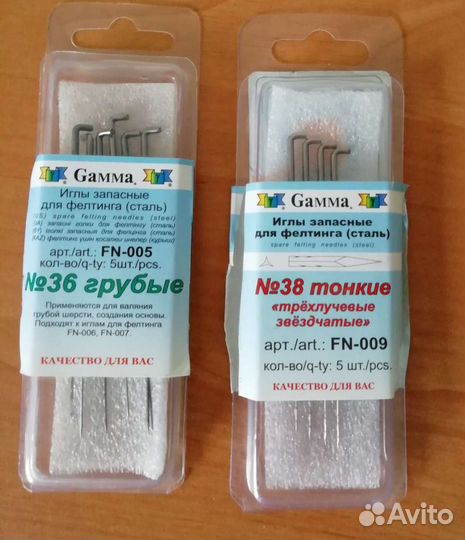 Gamma
Иглы запасные
для фелтинга (сталь)
spare felting needles (steel)
арт./art.: FN-005
кол-во/q-ty: 5шт./pcs.
№36 грубые
Применяются для валяния
грубой шерсти, создания основы.
Подходят к иглам для фелтинга
FN-006, FN-007.
КАЧЕСТВО ДЛЯ ВАС
Gamma
Иглы запасные
для фелтинга (сталь)
spare felting needles (steel)
№38 тонкие
«трёхлучевые
звёздчатые»
арт./art.: FN-009
кол-во/q-ty: 5 шт./pcs.
КАЧЕСТВО ДЛЯ ВАС
Avito